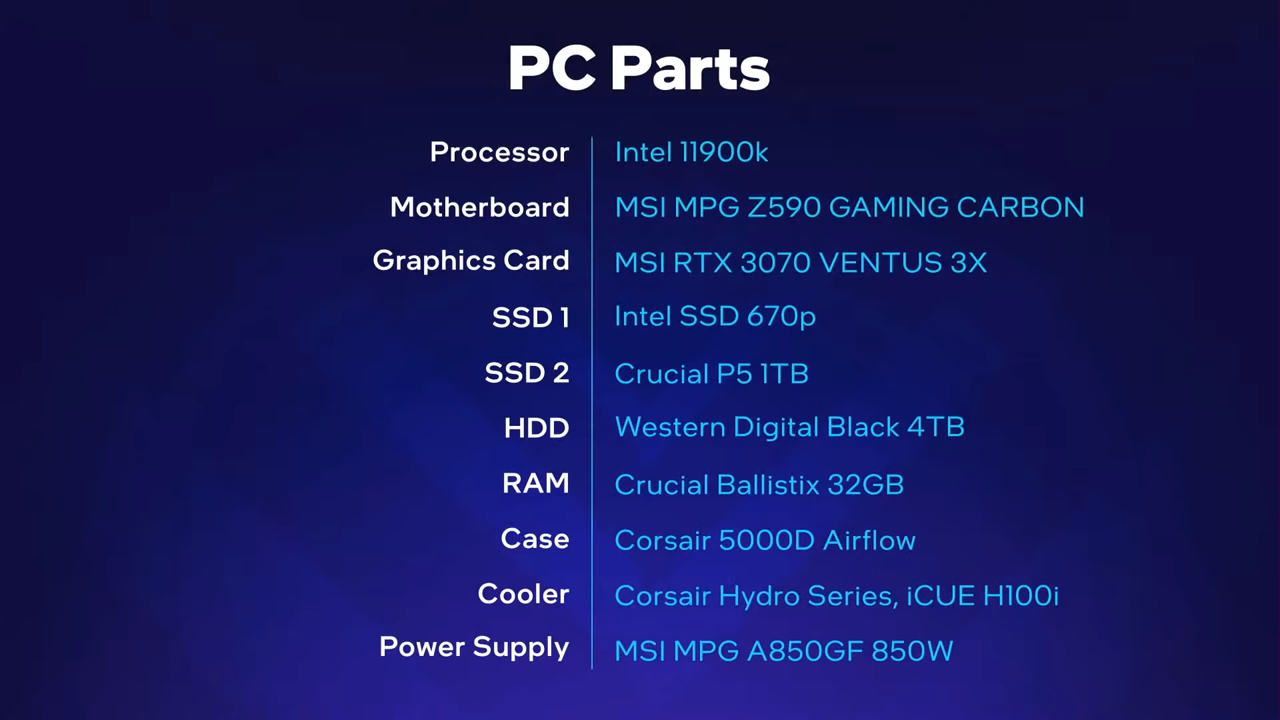 PC Parts
Processor Intel 11900k
Motherboard MSI MPG Z590 GAMING CARBON
Graphics Card MSI RTX 3070 VENTUS 3X
SSD 1 Intel SSD 670p
SSD 2 Crucial P5 1TB
HDD Western Digital Black 4TB
RAM Crucial Ballistix 32GB
Case Corsair 5000D Airflow
Cooler Corsair Hydro Series, iCUE H100i
Power Supply MSI MPG A850GF 850W